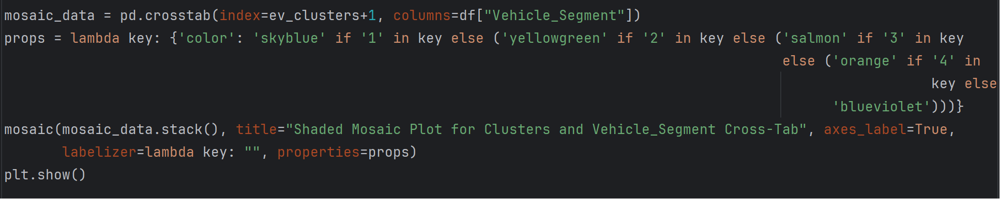 mosaic_data = pd.crosstab(index=ev_clusters+1, columns=df["Vehicle_Segment"])
props = lambda key: {'color': 'skyblue' if '1' in key else ('yellowgreen' if '2' in key else ('salmon' if '3' in key
else ('orange' if '4' in
key else
'blueviolet')))}
mosaic(mosaic_data.stack(), title="Shaded Mosaic Plot for Clusters and Vehicle_Segment Cross-Tab", axes_label=True,
labelizer=lambda key: "", properties=props)
plt.show()